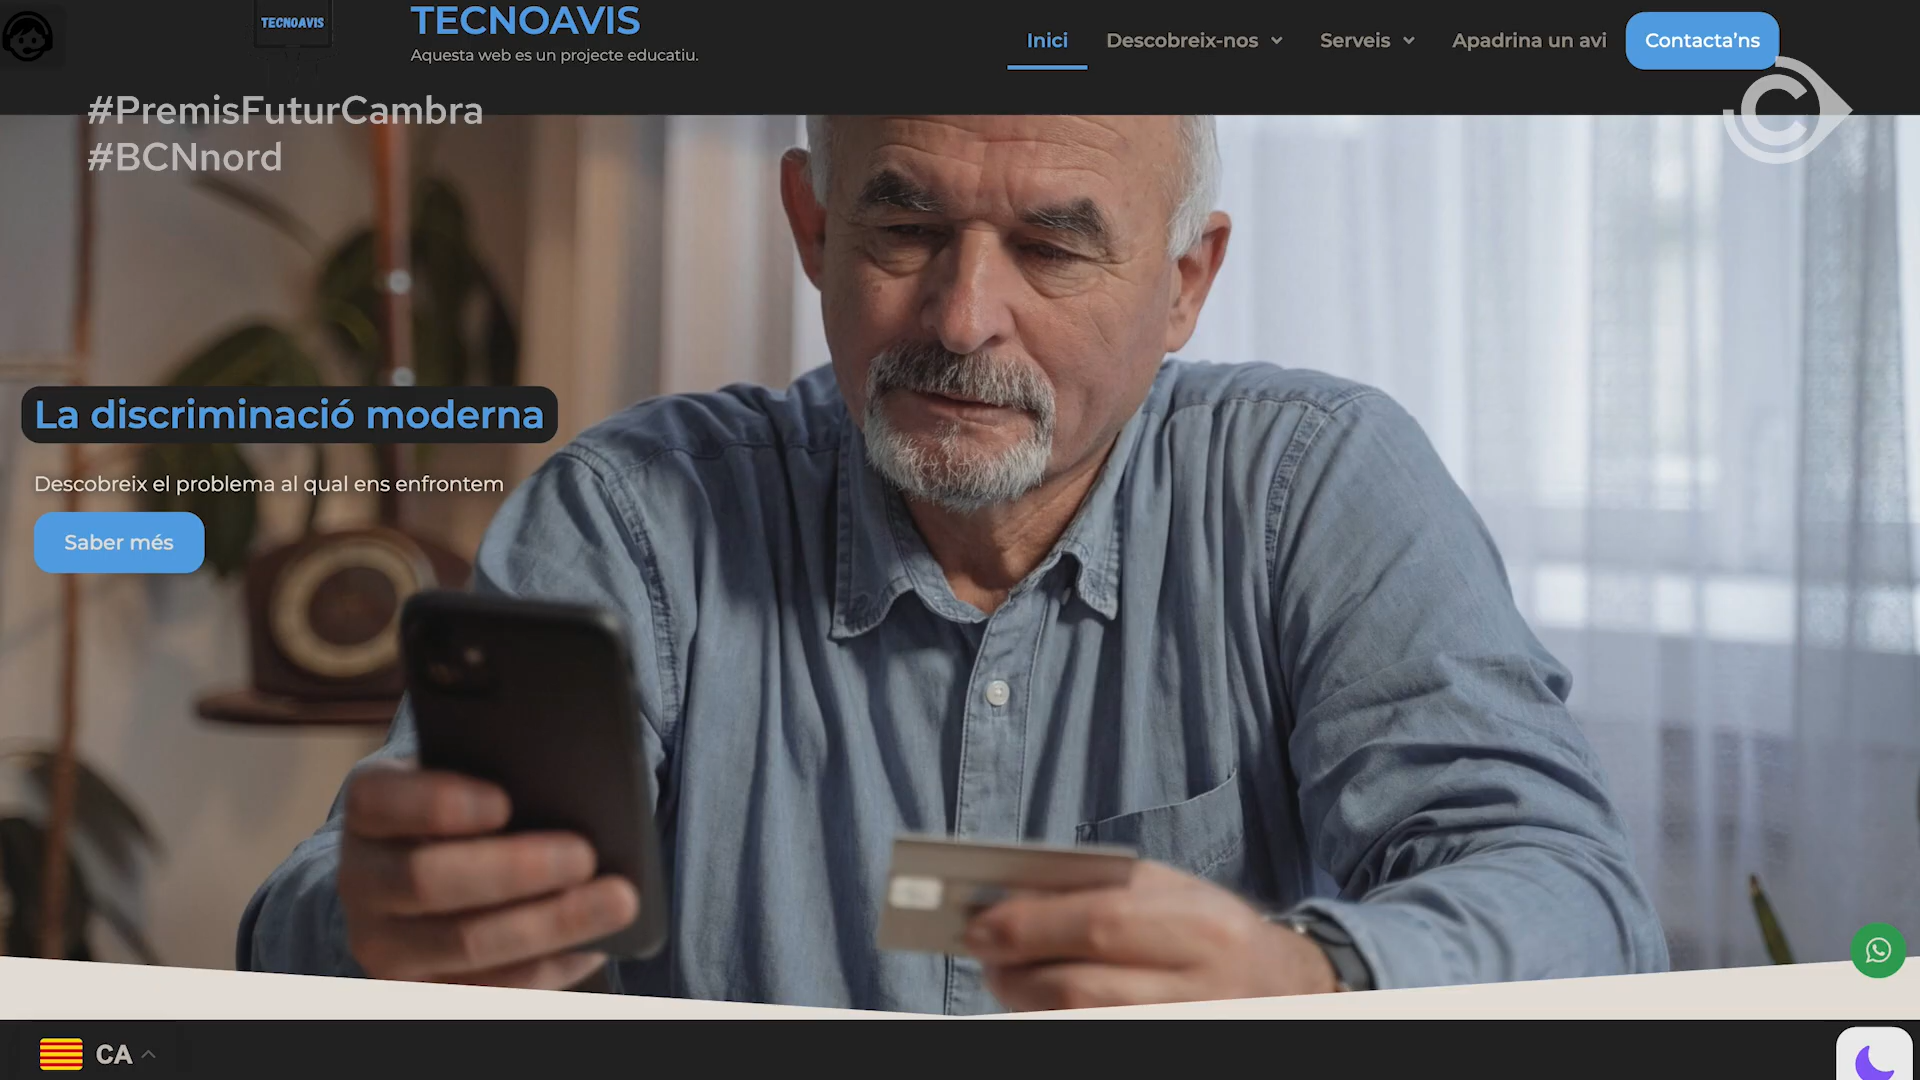 TECNOAVIS
TECNOAVIS
Aquesta web es un projecte educatiu.
Inici
Descobreix-nos
Serveis
Apadrina un avi
Contacta’ns
#PremisFuturCambra
#BCNnord
La discriminació moderna
Descobreix el problema al qual ens enfrontem
Saber més
CA